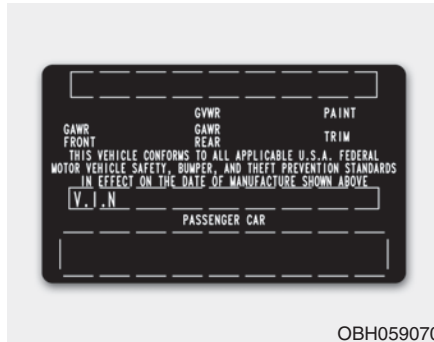 GVWR PAINT
GAWR GAWR
FRONT REAR TRIM
THIS VEHICLE CONFORMS TO ALL APPLICABLE U.S.A. FEDERAL
MOTOR VEHICLE SAFETY, BUMPER, AND THEFT PREVENTION STANDARDS
IN EFFECT ON THE DATE OF MANUFACTURE SHOWN ABOVE
V.I.N
PASSENGER CAR
OBH059070